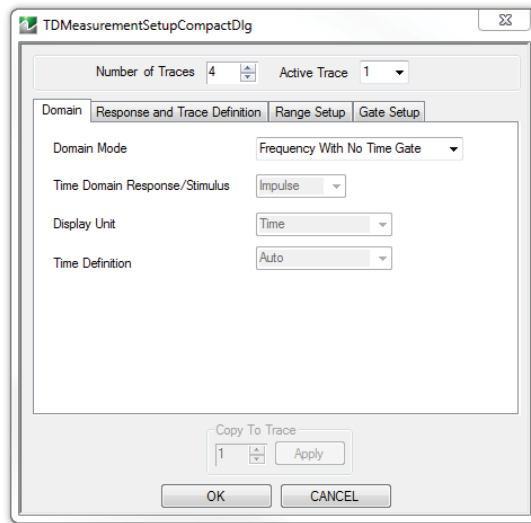 TDMeasurementSetupCompactDlg
Number of Traces 4 Active Trace 1
Domain Response and Trace Definition Range Setup Gate Setup
Domain Mode Frequency With No Time Gate
Time Domain Response/Stimulus Impulse
Display Unit Time
Time Definition Auto
Copy To Trace
1 Apply
OK CANCEL